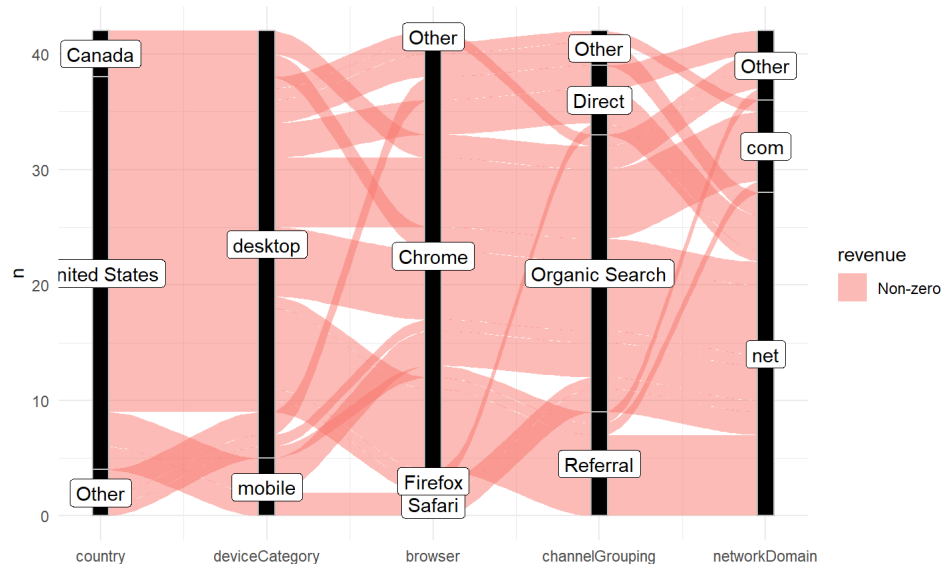 Canada
nited States
Other
desktop
mobile
Other
Chrome
Firefox
Safari
Other
Direct
Organic Search
Referral
Other
com
net
n
0
10
20
30
40
country
deviceCategory
browser
channelGrouping
networkDomain
revenue
Non-zero